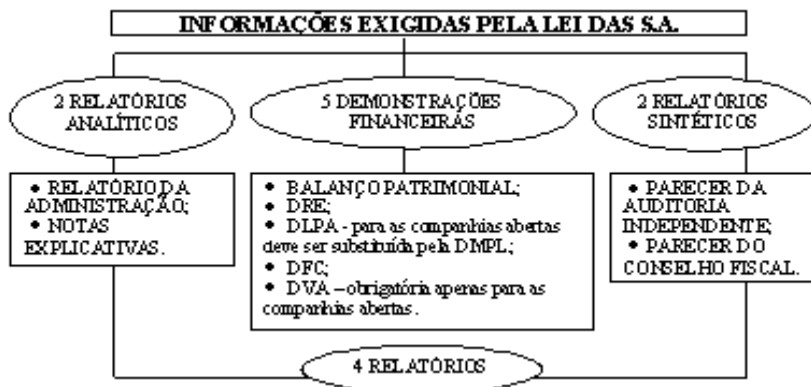 INFORMAÇÕES EXIGIDAS PELA LEI DAS S.A.
2 RELATÓRIOS
ANALÍTICOS
5 DEMONSTRAÇÕES
FINANCEIRAS
2 RELATÓRIOS
SINTÉTICOS
• RELATÓRIO DA
ADMINISTRAÇÃO;
• NOTAS
EXPLICATIVAS.
• BALANÇO PATRIMONIAL;
• DRE;
• DLPA - para as companhias abertas
deve ser substituída pela DMPL;
• DFC;
• DVA – obrigatória apenas para as
companhias abertas.
• PARECER DA
AUDITORIA
INDEPENDENTE;
• PARECER DO
CONSELHO FISCAL.
4 RELATÓRIOS